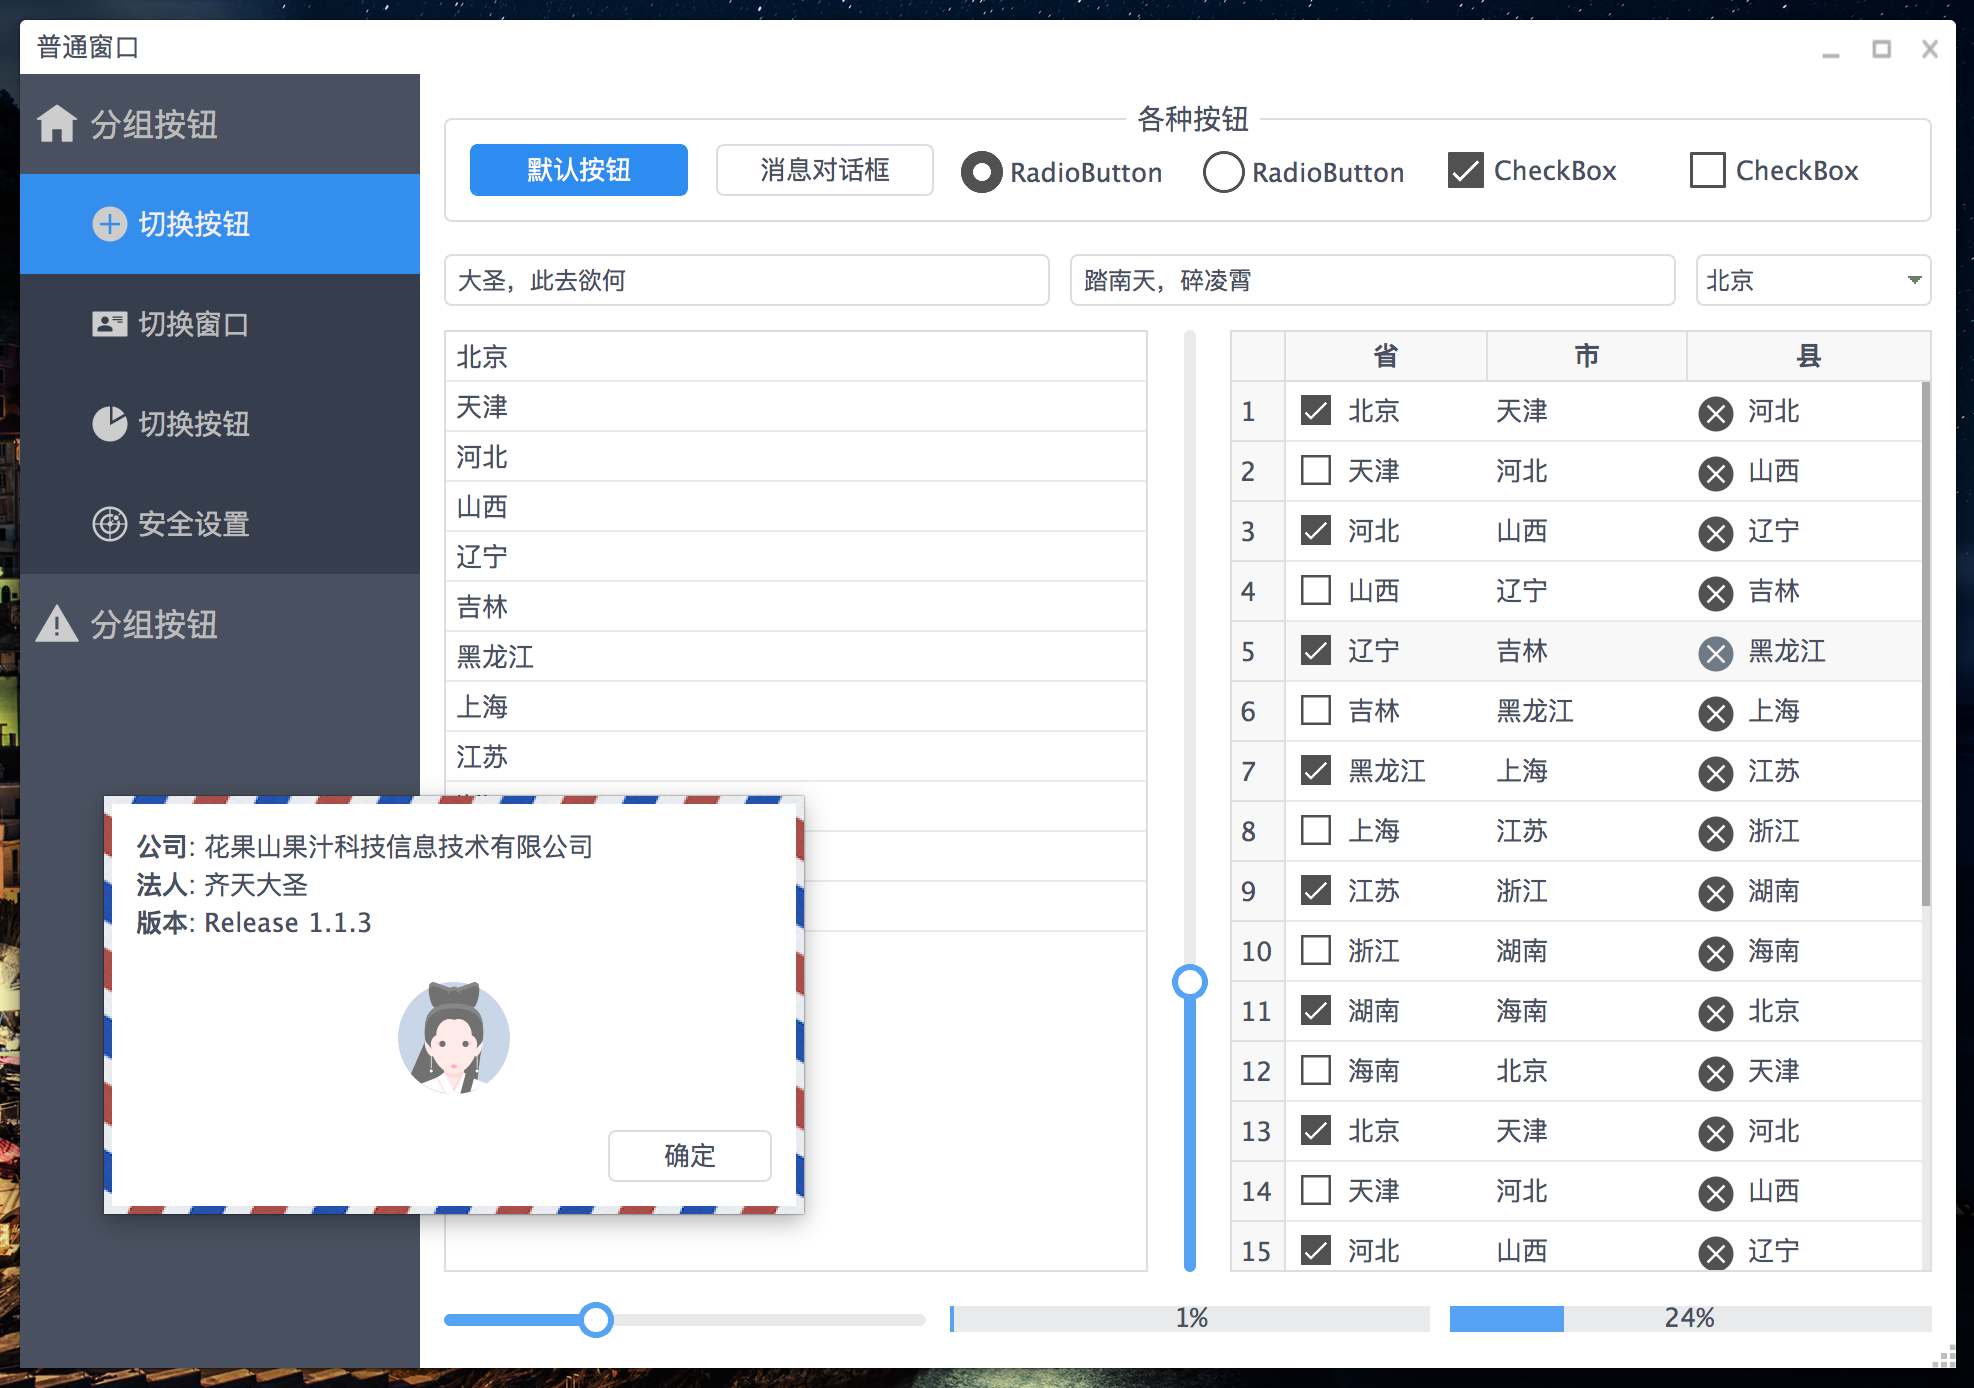 普通窗口
分组按钮
切换按钮
切换窗口
切换按钮
安全设置
分组按钮
各种按钮
默认按钮 消息对话框 RadioButton RadioButton CheckBox CheckBox
大圣，此去欲何 踏南天，碎凌霄 北京
北京
天津
河北
山西
辽宁
吉林
黑龙江
上海
江苏
省 市 县
1 北京 天津 河北
2 天津 河北 山西
3 河北 山西 辽宁
4 山西 辽宁 吉林
5 辽宁 吉林 黑龙江
6 吉林 黑龙江 上海
7 黑龙江 上海 江苏
8 上海 江苏 浙江
9 江苏 浙江 湖南
10 浙江 湖南 海南
11 湖南 海南 北京
12 海南 北京 天津
13 北京 天津 河北
14 天津 河北 山西
15 河北 山西 辽宁
公司: 花果山果汁科技信息技术有限公司
法人: 齐天大圣
版本: Release 1.1.3
确定
1% 24%